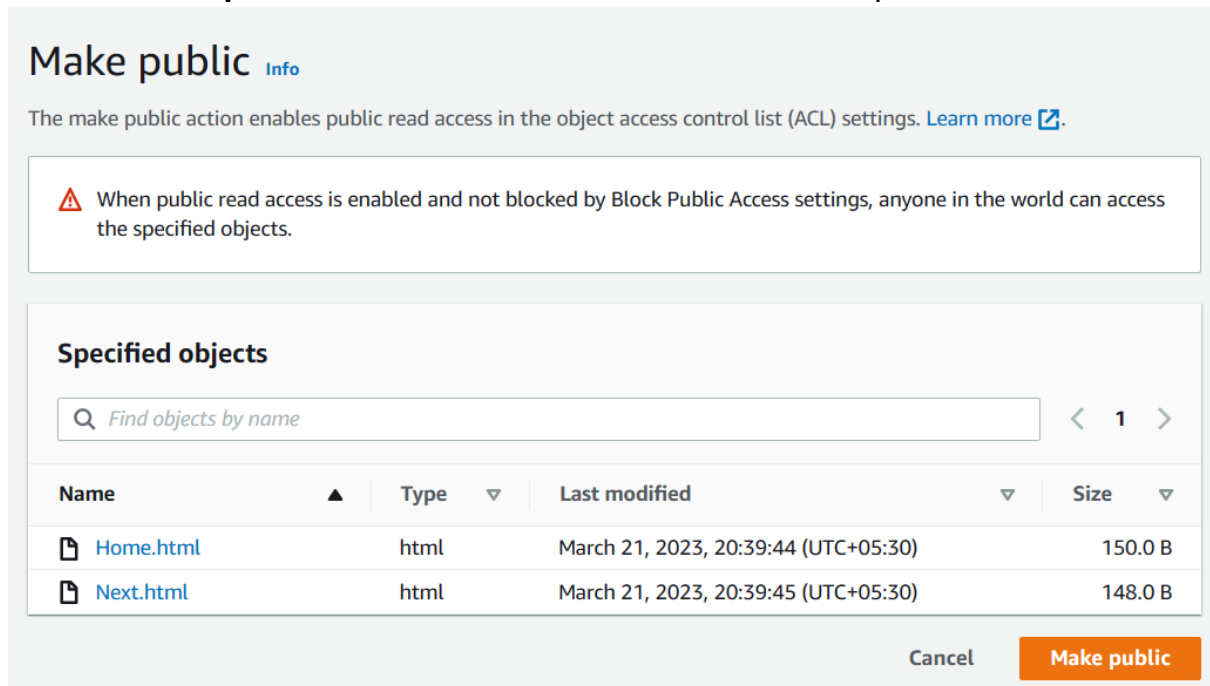 Make public Info
The make public action enables public read access in the object access control list (ACL) settings. Learn more.
When public read access is enabled and not blocked by Block Public Access settings, anyone in the world can access
the specified objects.
Specified objects
Find objects by name
1
Name Type Last modified Size
Home.html html March 21, 2023, 20:39:44 (UTC+05:30) 150.0 B
Next.html html March 21, 2023, 20:39:45 (UTC+05:30) 148.0 B
Cancel Make public